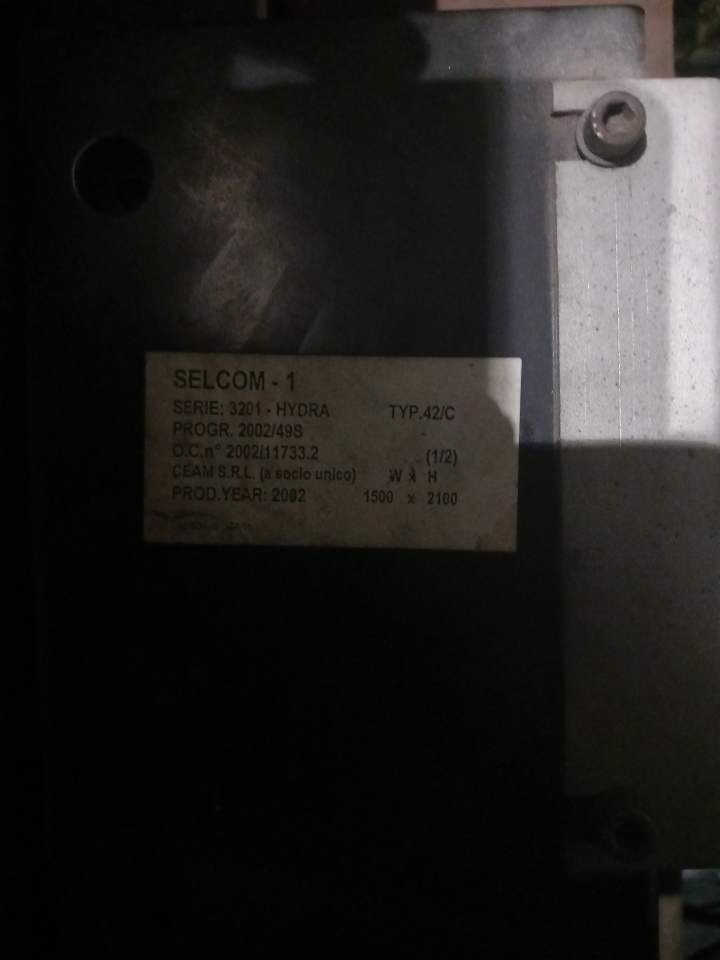 SELCOM - 1
SERIE: 3201 - HYDRA TYP.42/C
PROGR. 2002/49S
O.C.n° 2002/11733.2 (1/2)
CEAM S.R.L. (a socio unico) W x H
PROD.YEAR: 2002 1500 x 2100